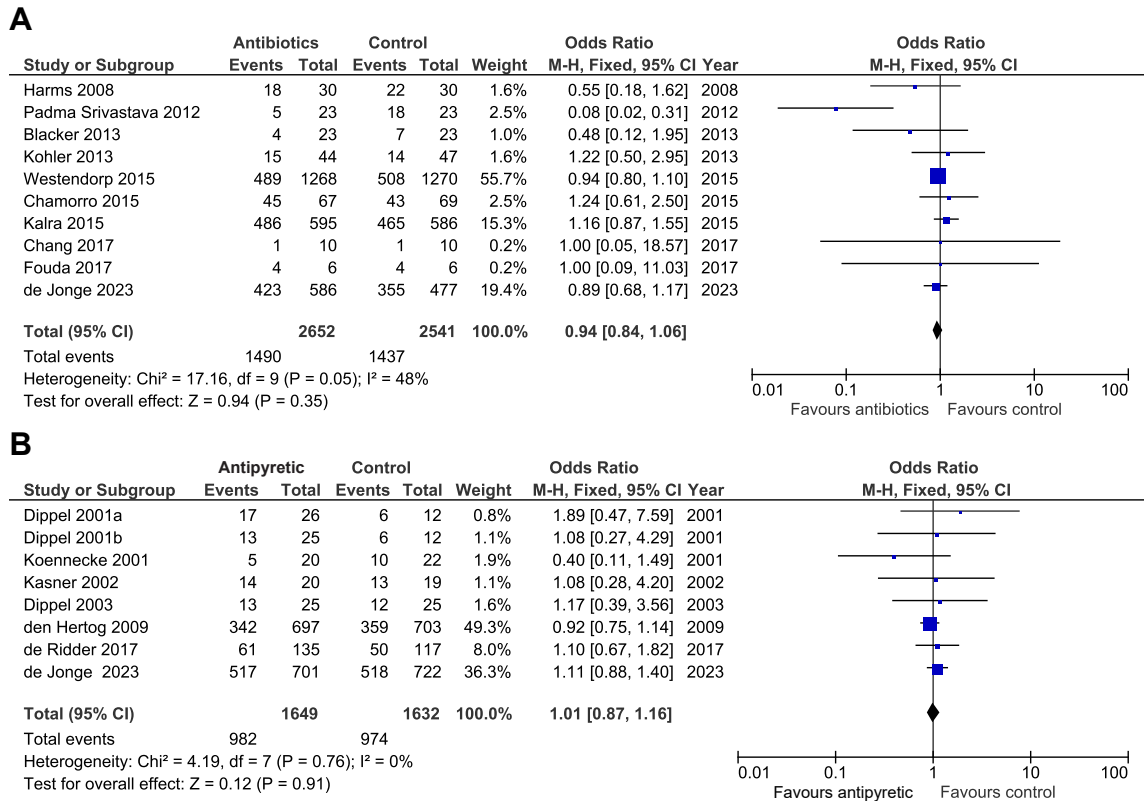 A
Antibiotics Control Odds Ratio Odds Ratio
Study or Subgroup Events Total Events Total Weight M-H, Fixed, 95% CI Year M-H, Fixed, 95% CI
Harms 2008 18 30 22 30 1.6% 0.55 [0.18, 1.62] 2008
Padma Srivastava 2012 5 23 18 23 2.5% 0.08 [0.02, 0.31] 2012
Blacker 2013 4 23 7 23 1.0% 0.48 [0.12, 1.95] 2013
Kohler 2013 15 44 14 47 1.6% 1.22 [0.50, 2.95] 2013
Westendorp 2015 489 1268 508 1270 55.7% 0.94 [0.80, 1.10] 2015
Chamorro 2015 45 67 43 69 2.5% 1.24 [0.61, 2.50] 2015
Kalra 2015 486 595 465 586 15.3% 1.16 [0.87, 1.55] 2015
Chang 2017 1 10 1 10 0.2% 1.00 [0.05, 18.57] 2017
Fouda 2017 4 6 4 6 0.2% 1.00 [0.09, 11.03] 2017
de Jonge 2023 423 586 355 477 19.4% 0.89 [0.68, 1.17] 2023
Total (95% CI) 2652 2541 100.0% 0.94 [0.84, 1.06]
Total events 1490 1437
Heterogeneity: Chi² = 17.16, df = 9 (P = 0.05); I² = 48%
Test for overall effect: Z = 0.94 (P = 0.35)
0.01 0.1 1 10 100
Favours antibiotics Favours control
B
Antipyretic Control Odds Ratio Odds Ratio
Study or Subgroup Events Total Events Total Weight M-H, Fixed, 95% CI Year M-H, Fixed, 95% CI
Dippel 2001a 17 26 6 12 0.8% 1.89 [0.47, 7.59] 2001
Dippel 2001b 13 25 6 12 1.1% 1.08 [0.27, 4.29] 2001
Koennecke 2001 5 20 10 22 1.9% 0.40 [0.11, 1.49] 2001
Kasner 2002 14 20 13 19 1.1% 1.08 [0.28, 4.20] 2002
Dippel 2003 13 25 12 25 1.6% 1.17 [0.39, 3.56] 2003
den Hertog 2009 342 697 359 703 49.3% 0.92 [0.75, 1.14] 2009
de Ridder 2017 61 135 50 117 8.0% 1.10 [0.67, 1.82] 2017
de Jonge 2023 517 701 518 722 36.3% 1.11 [0.88, 1.40] 2023
Total (95% CI) 1649 1632 100.0% 1.01 [0.87, 1.16]
Total events 982 974
Heterogeneity: Chi² = 4.19, df = 7 (P = 0.76); I² = 0%
Test for overall effect: Z = 0.12 (P = 0.91)
0.01 0.1 1 10 100
Favours antipyretic Favours control